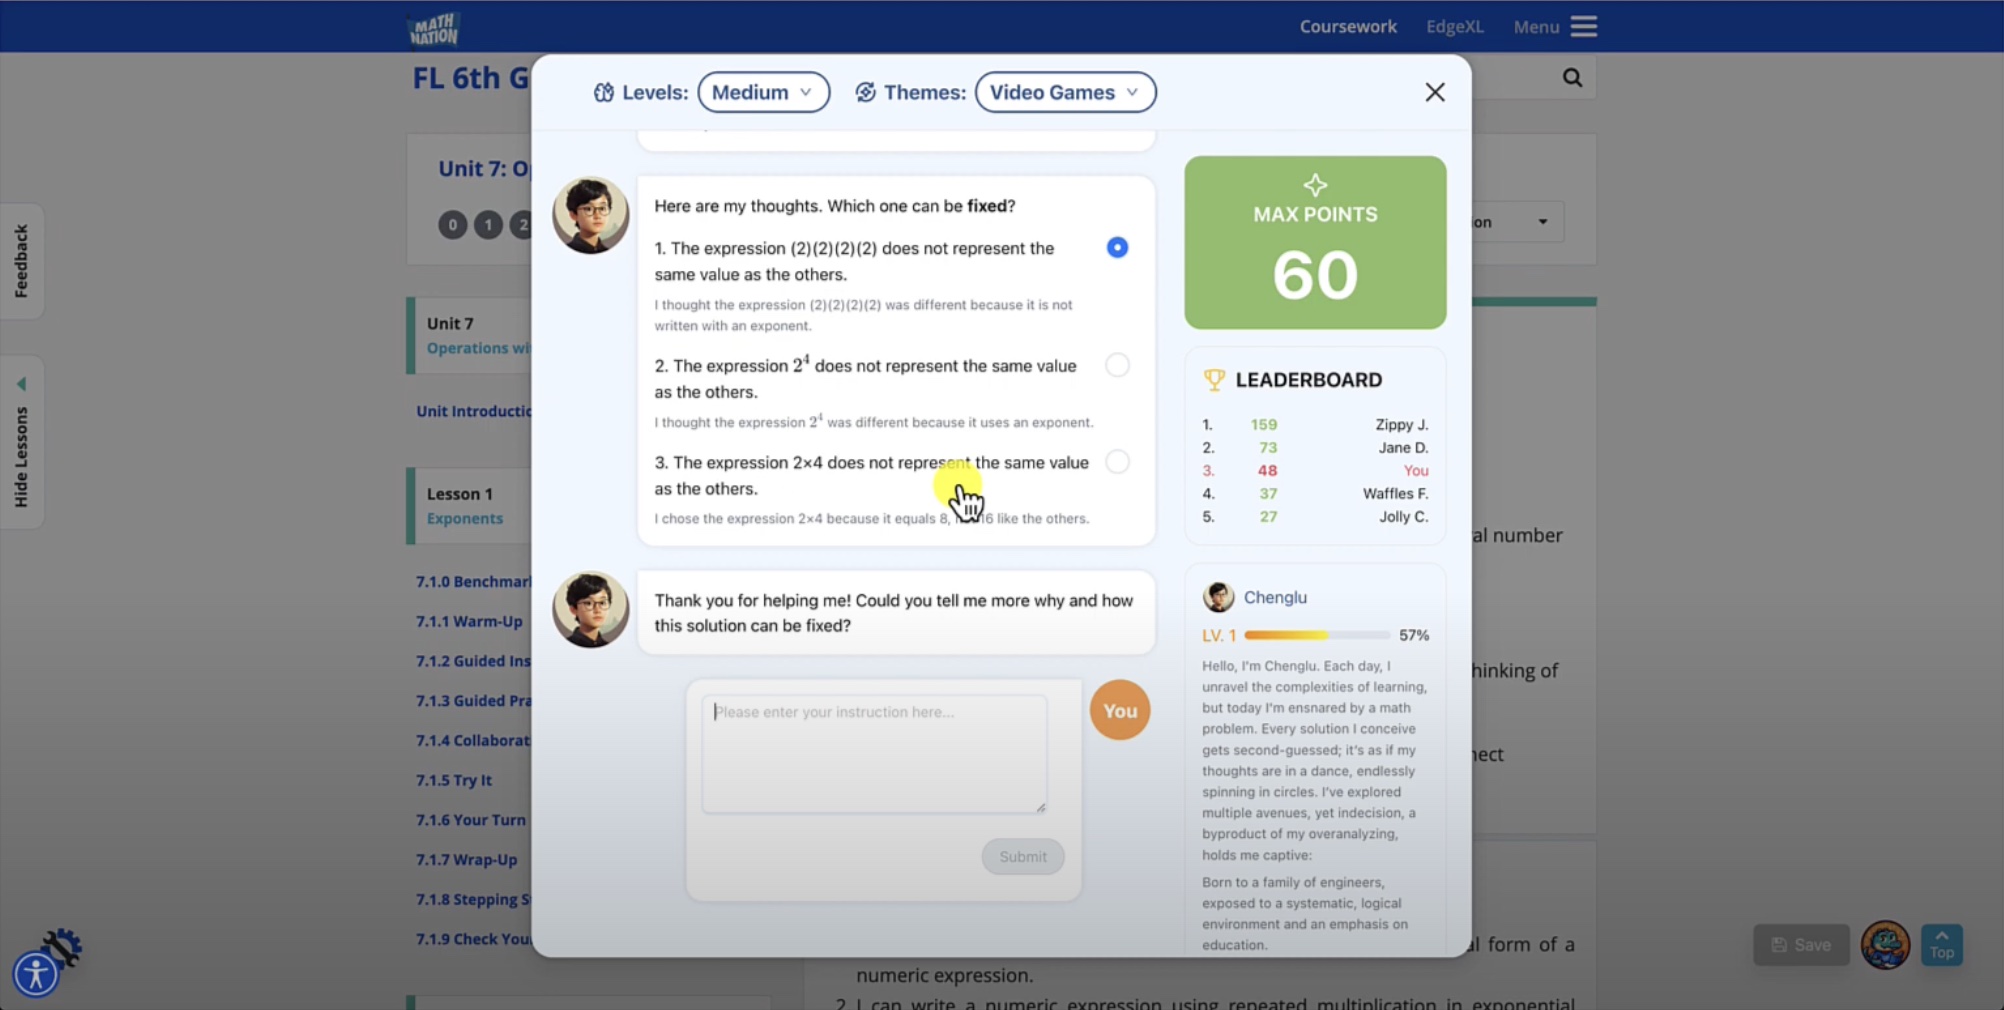 MATH NATION
Coursework
EdgeXL
Menu
FL 6th G
Levels: Medium
Themes: Video Games
Unit 7: O
0 1 2
on
Feedback
Hide Lessons
Unit 7
Operations wi
Unit Introductio
Lesson 1
Exponents
7.1.0 Benchmar
7.1.1 Warm-Up
7.1.2 Guided Ins
7.1.3 Guided Pra
7.1.4 Collaborat
7.1.5 Try It
7.1.6 Your Turn
7.1.7 Wrap-Up
7.1.8 Stepping S
7.1.9 Check You
Here are my thoughts. Which one can be fixed?
1. The expression (2)(2)(2)(2) does not represent the
same value as the others.
I thought the expression (2)(2)(2)(2) was different because it is not
written with an exponent.
2. The expression 2⁴ does not represent the same value
as the others.
I thought the expression 2⁴ was different because it uses an exponent.
3. The expression 2×4 does not represent the same value
as the others.
I chose the expression 2×4 because it equals 8, 16 like the others.
Thank you for helping me! Could you tell me more why and how
this solution can be fixed?
Please enter your instruction here...
You
Submit
MAX POINTS
60
LEADERBOARD
1. 159 Zippy J.
2. 73 Jane D.
3. 48 You
4. 37 Waffles F.
5. 27 Jolly C.
Chenglu
LV. 1 57%
Hello, I'm Chenglu. Each day, I
unravel the complexities of learning,
but today I'm ensnared by a math
problem. Every solution I conceive
gets second-guessed; it's as if my
thoughts are in a dance, endlessly
spinning in circles. I've explored
multiple avenues, yet indecision, a
byproduct of my overanalyzing,
holds me captive:
Born to a family of engineers,
exposed to a systematic, logical
environment and an emphasis on
education.
al number
hinking of
nect
al form of a
numeric expression.
2. I can write a numeric expression using repeated multiplication in exponential
Save
Top